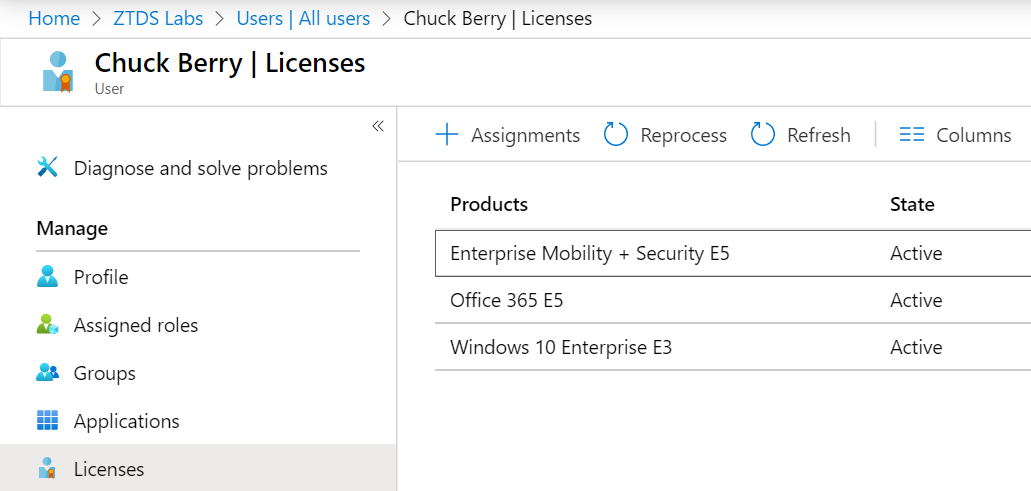 Home > ZTDS Labs > Users | All users > Chuck Berry | Licenses
Chuck Berry | Licenses
User
Diagnose and solve problems
Manage
Profile
Assigned roles
Groups
Applications
Licenses
Assignments Reprocess Refresh Columns
Products State
Enterprise Mobility + Security E5 Active
Office 365 E5 Active
Windows 10 Enterprise E3 Active